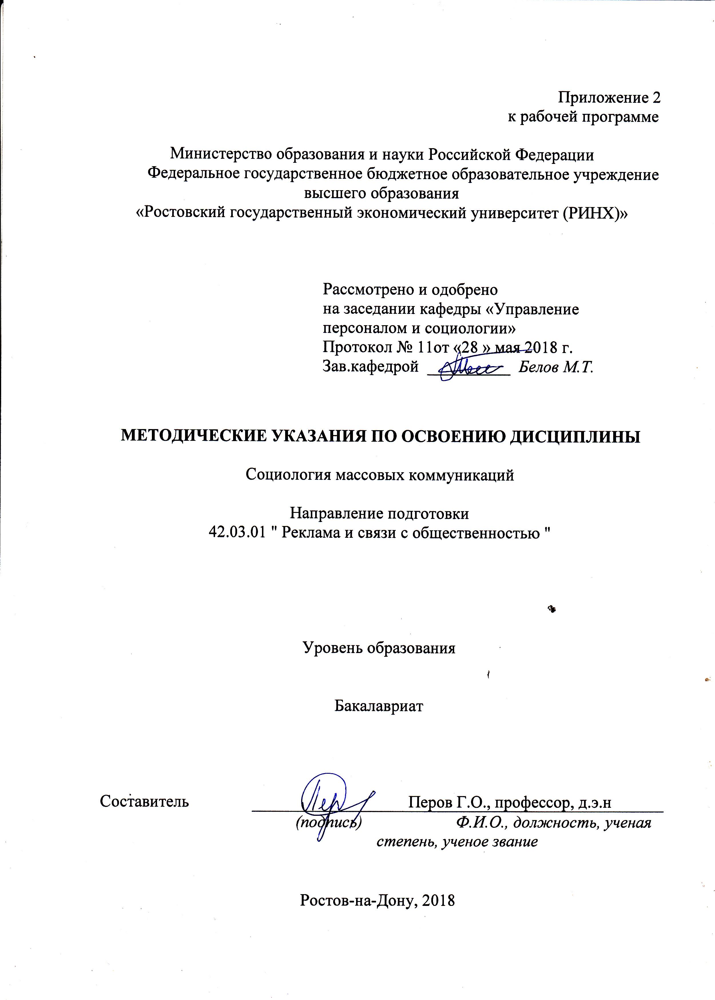 Приложение 2
к рабочей программе
Министерство образования и науки Российской Федерации
Федеральное государственное бюджетное образовательное учреждение
высшего образования
«Ростовский государственный экономический университет (РИНХ)»
Рассмотрено и одобрено
на заседании кафедры «Управление
персоналом и социологии»
Протокол № 11от «28 » мая 2018 г.
Зав.кафедрой __________ Белов М.Т.
МЕТОДИЧЕСКИЕ УКАЗАНИЯ ПО ОСВОЕНИЮ ДИСЦИПЛИНЫ
Социология массовых коммуникаций
Направление подготовки
42.03.01 " Реклама и связи с общественностью "
Уровень образования
Бакалавриат
Составитель Перов Г.О., профессор, д.э.н
(подпись) Ф.И.О., должность, ученая
степень, ученое звание
Ростов-на-Дону, 2018